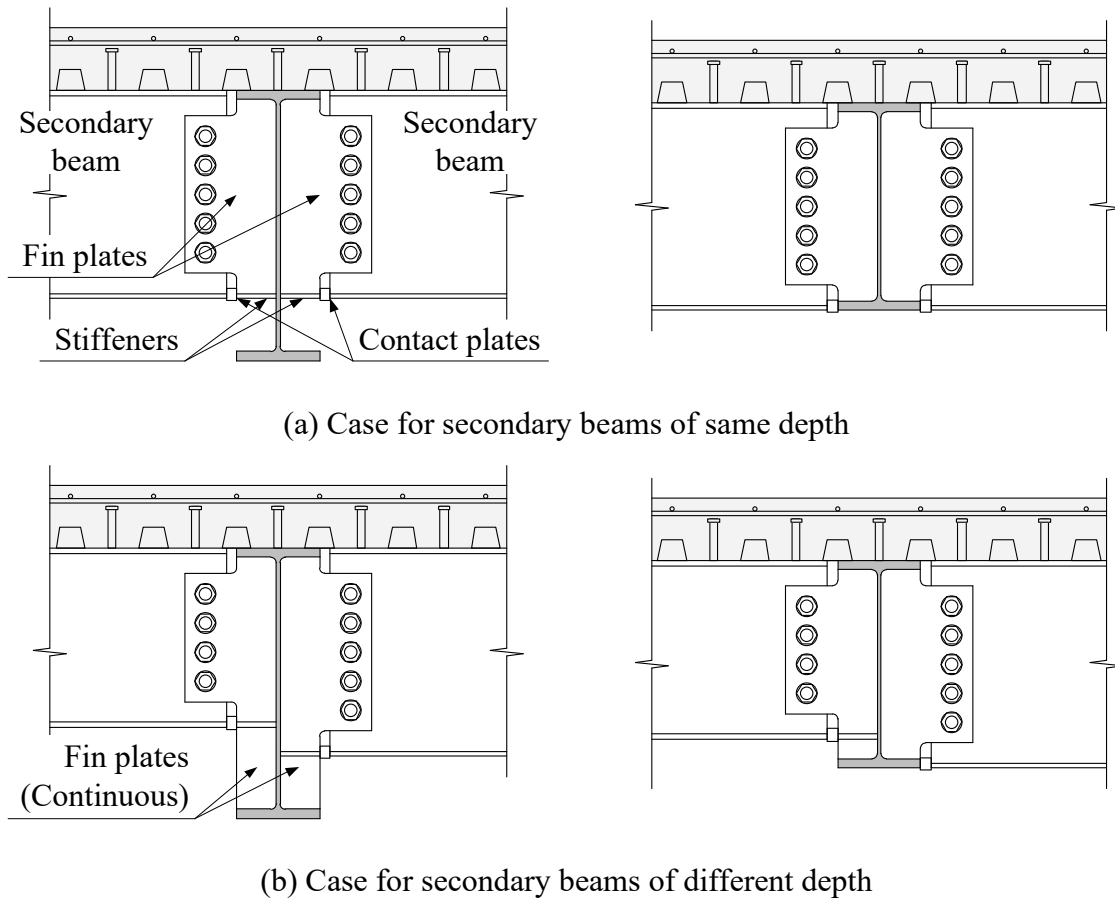 Secondary
beam
Secondary
beam
Fin plates
Stiffeners
Contact plates
(a) Case for secondary beams of same depth
Fin plates
(Continuous)
(b) Case for secondary beams of different depth